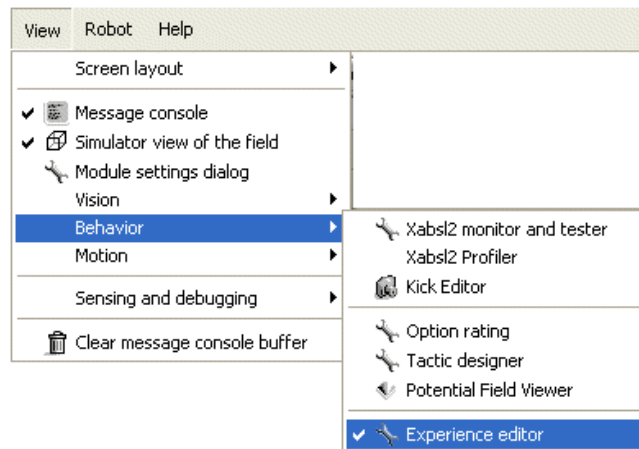 View Robot Help
Screen layout
Message console
Simulator view of the field
Module settings dialog
Vision
Behavior
Motion
Sensing and debugging
Clear message console buffer
Xabsl2 monitor and tester
Xabsl2 Profiler
Kick Editor
Option rating
Tactic designer
Potential Field Viewer
Experience editor